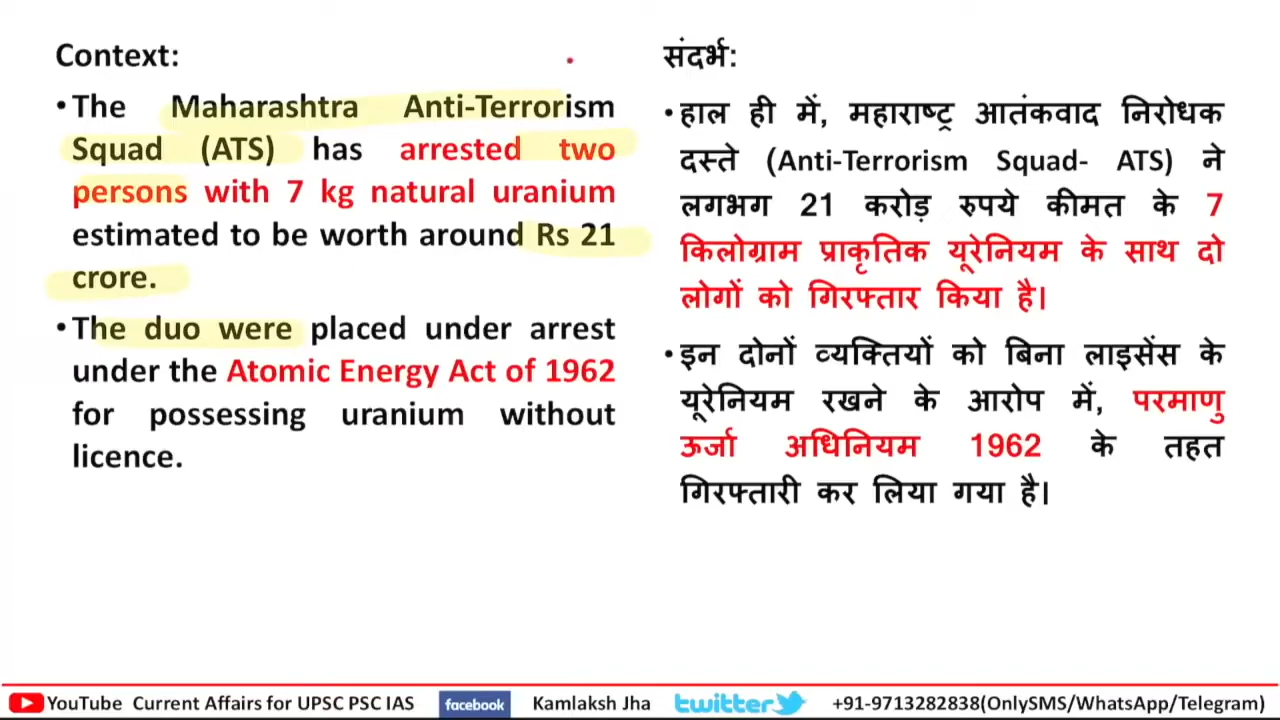 Context:
•The Maharashtra Anti-Terrorism
Squad (ATS) has arrested two
persons with 7 kg natural uranium
estimated to be worth around Rs 21
crore.
•The duo were placed under arrest
under the Atomic Energy Act of 1962
for possessing uranium without
licence.
संदर्भ:
•हाल ही में, महाराष्ट्र आतंकवाद निरोधक
दस्ते (Anti-Terrorism Squad- ATS) ने
लगभग 21 करोड़ रुपये कीमत के 7
किलोग्राम प्राकृतिक यूरेनियम के साथ दो
लोगों को गिरफ्तार किया है।
•इन दोनों व्यक्तियों को बिना लाइसेंस के
यूरेनियम रखने के आरोप में, परमाणु
ऊर्जा अधिनियम 1962 के तहत
गिरफ्तारी कर लिया गया है।
YouTube Current Affairs for UPSC PSC IAS facebook Kamlaksh Jha twitter +91-9713282838(OnlySMS/WhatsApp/Telegram)